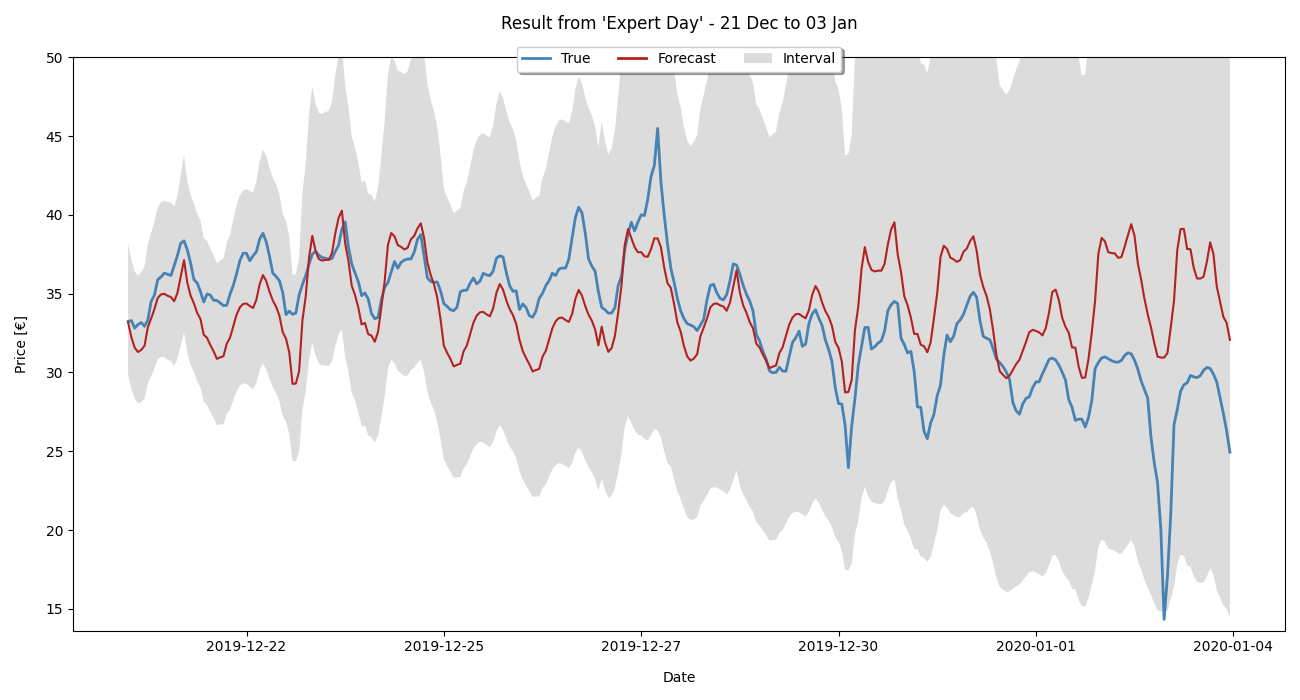 Result from 'Expert Day' - 21 Dec to 03 Jan
True Forecast Interval
50
45
40
35
30
25
20
15
Price [€]
2019-12-22 2019-12-25 2019-12-27 2019-12-30 2020-01-01 2020-01-04
Date